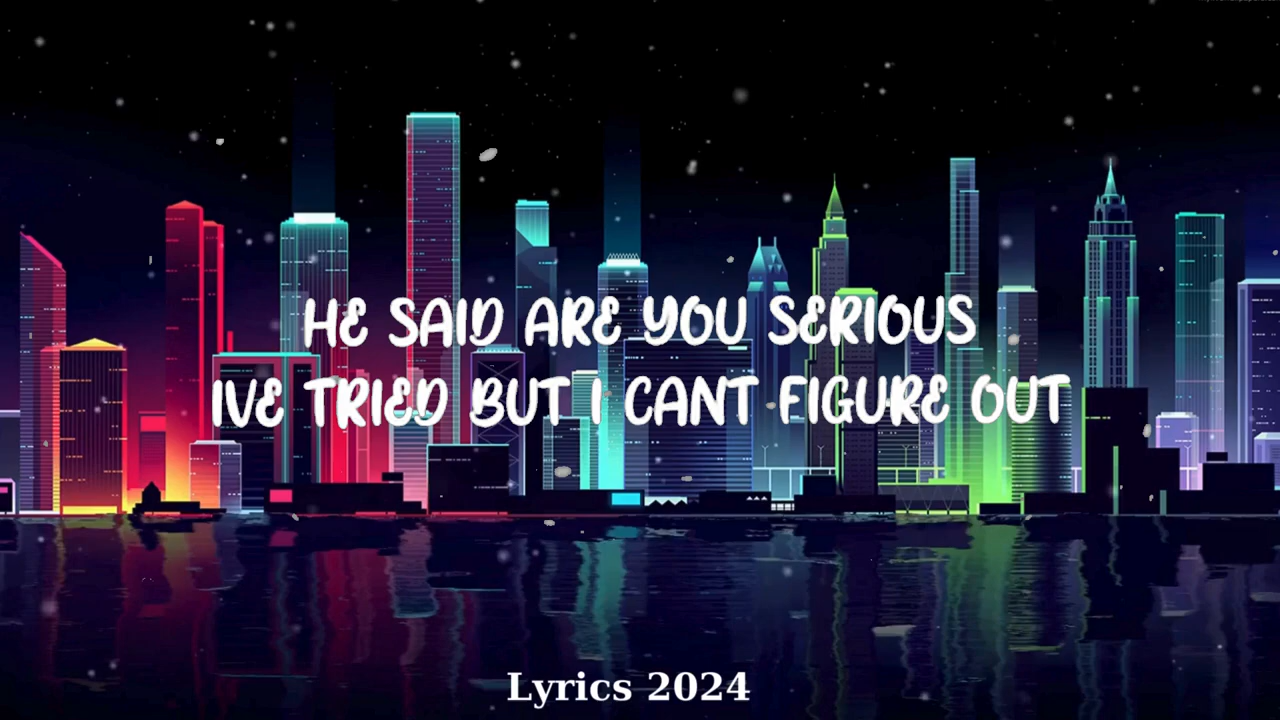 HE SAID ARE YOU SERIOUS
IVE TRIED BUT I CANT FIGURE OUT
Lyrics 2024